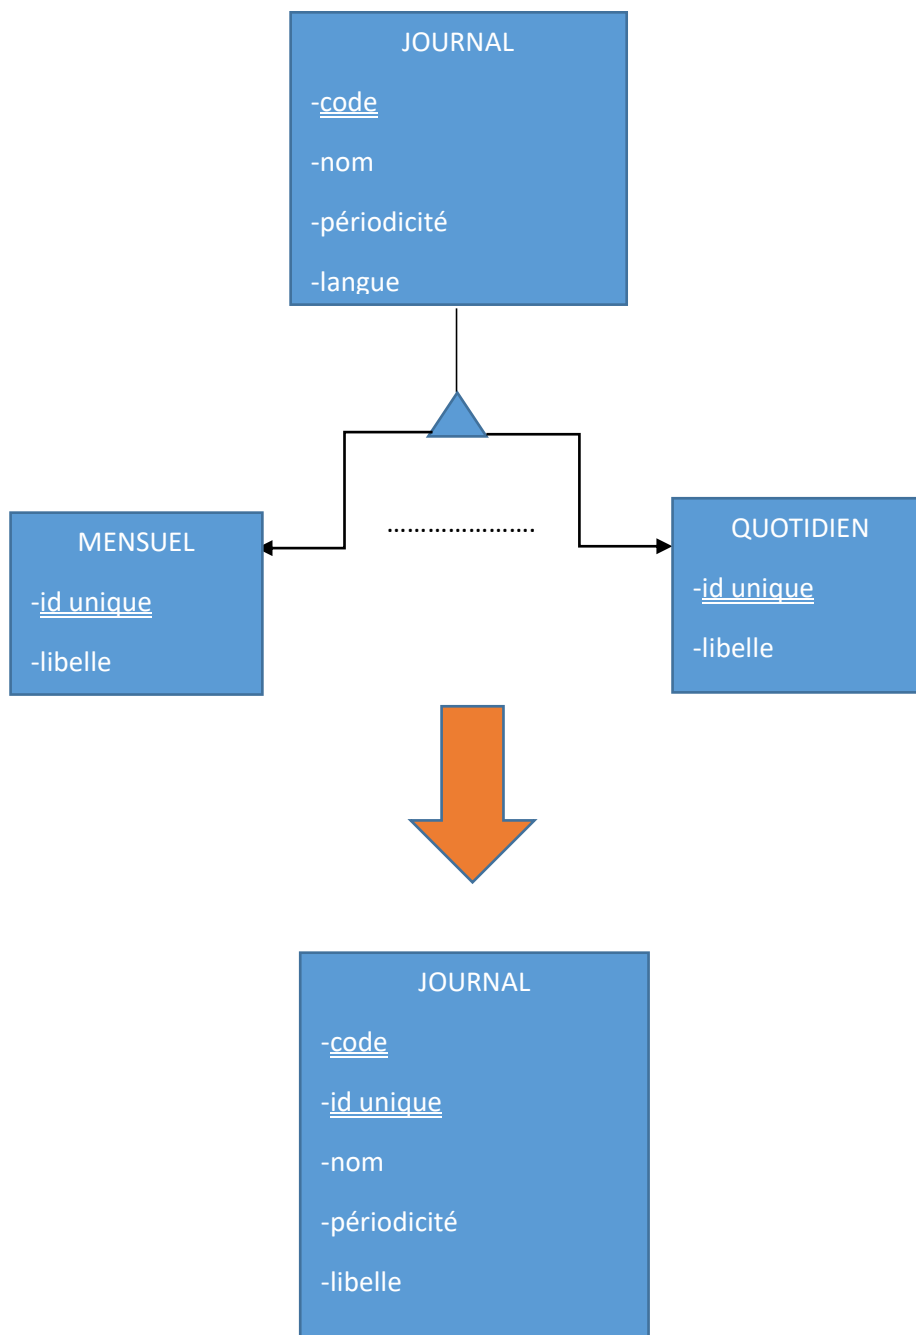 JOURNAL
-code
-nom
-périodicité
-langue
MENSUEL
-id unique
-libelle
………………….
QUOTIDIEN
-id unique
-libelle
JOURNAL
-code
-id unique
-nom
-périodicité
-libelle